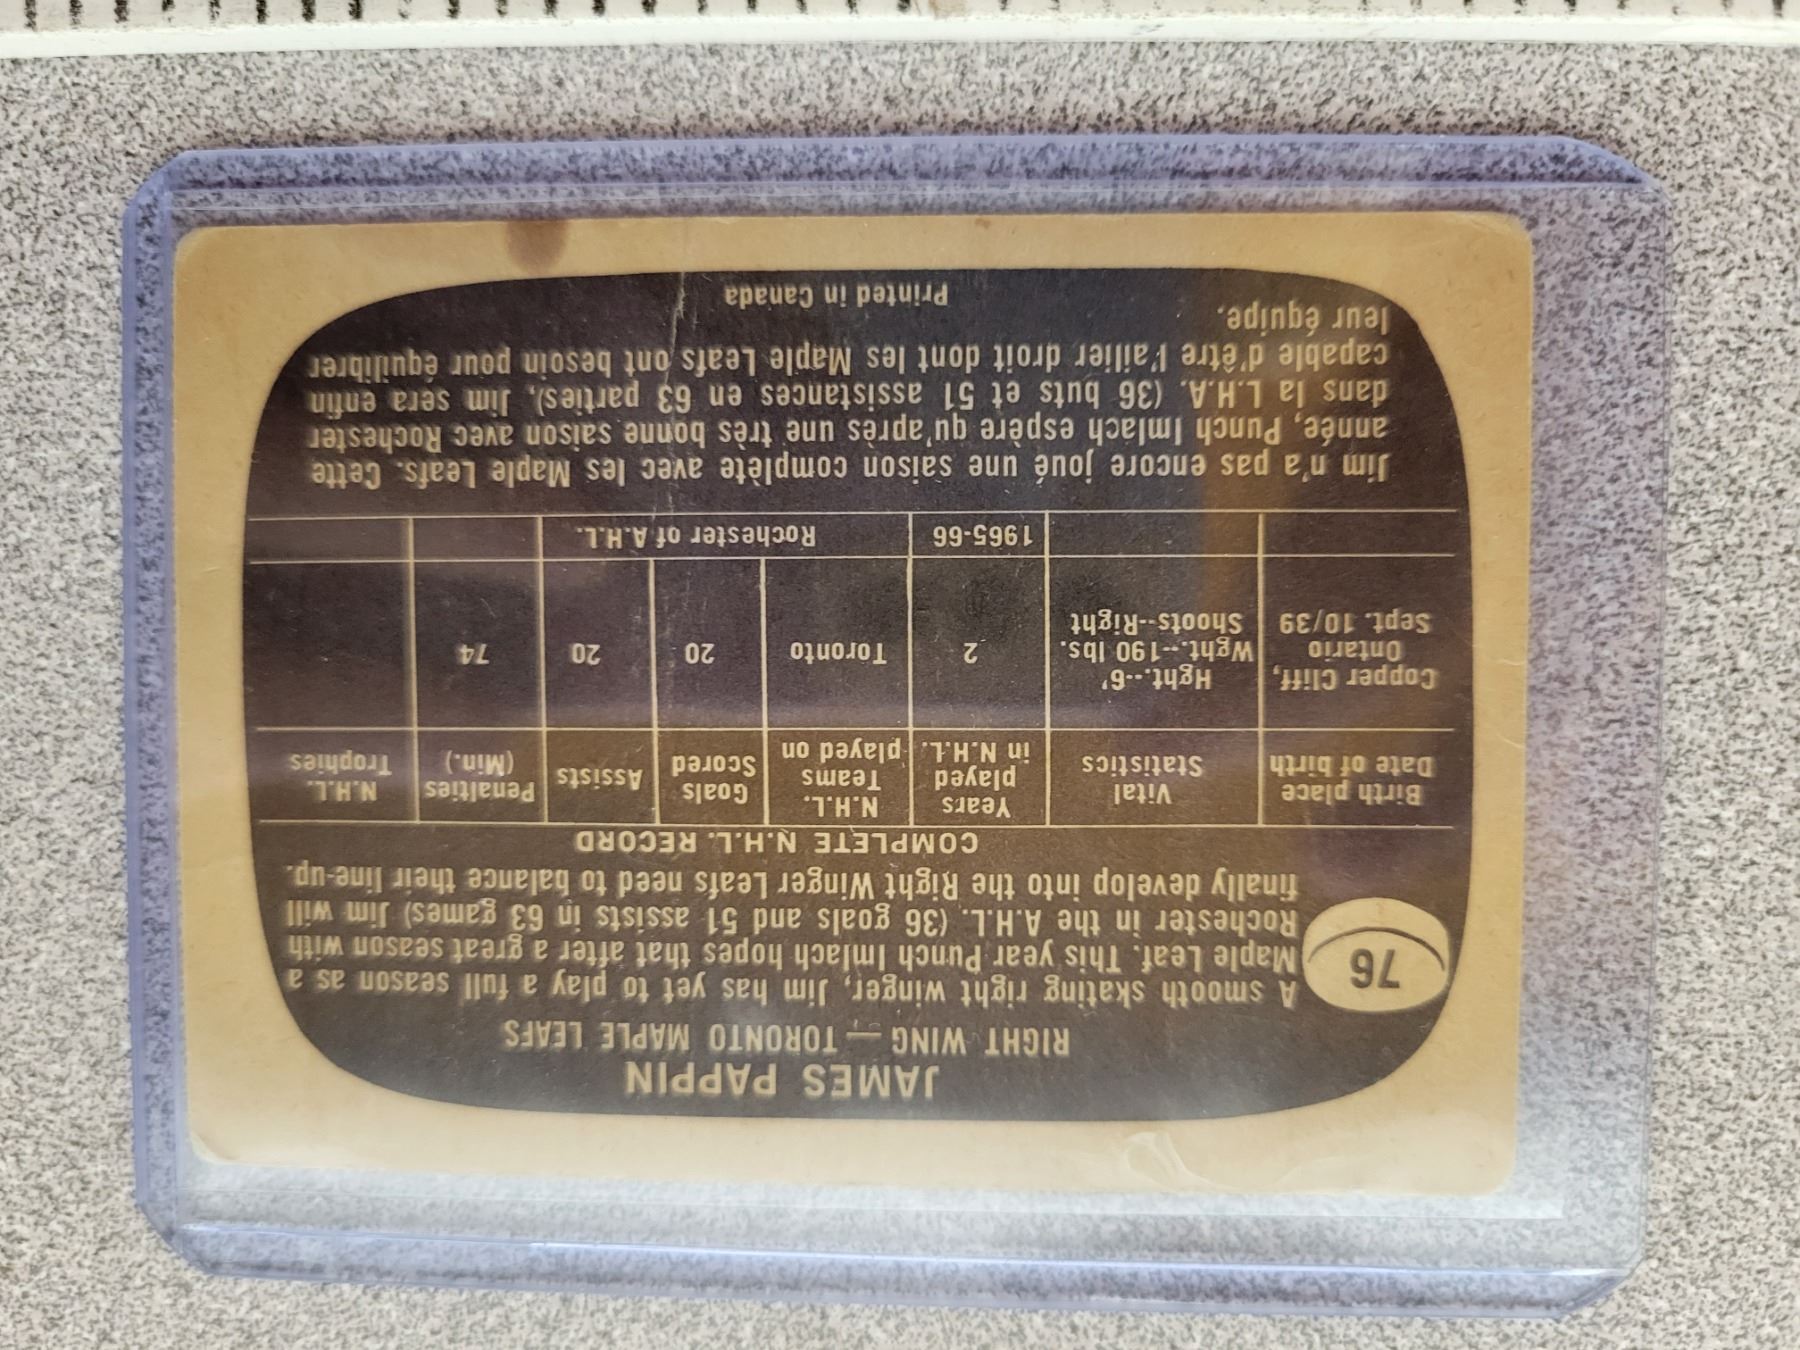 JAMES PAPPIN
RIGHT WING — TORONTO MAPLE LEAFS
76
A smooth skating right winger, Jim has yet to play a full season as a
Maple Leaf. This year Punch Imlach hopes that after a great season with
Rochester in the A.H.L. (36 goals and 51 assists in 63 games) Jim will
finally develop into the Right Winger Leafs need to balance their line-up.
COMPLETE N.H.L. RECORD
Birth place
Date of birth
Vital
Statistics
Years
played
in N.H.L.
N.H.L.
Teams
played on
Goals
Scored
Assists
Penalties
(Min.)
N.H.L.
Trophies
Copper Cliff,
Ontario
Sept. 10/39
Hght.--6'
Wght.--190 lbs.
Shoots--Right
2
Toronto
20
20
74
1965-66
Rochester of A.H.L.
Jim n'a pas encore joué une saison complète avec les Maple Leafs. Cette
année, Punch Imlach espère qu'après une très bonne saison avec Rochester
dans la L.H.A. (36 buts et 51 assistances en 63 parties), Jim sera enfin
capable d'être l'ailier droit dont les Maple Leafs ont besoin pour équilibrer
leur équipe.
Printed in Canada